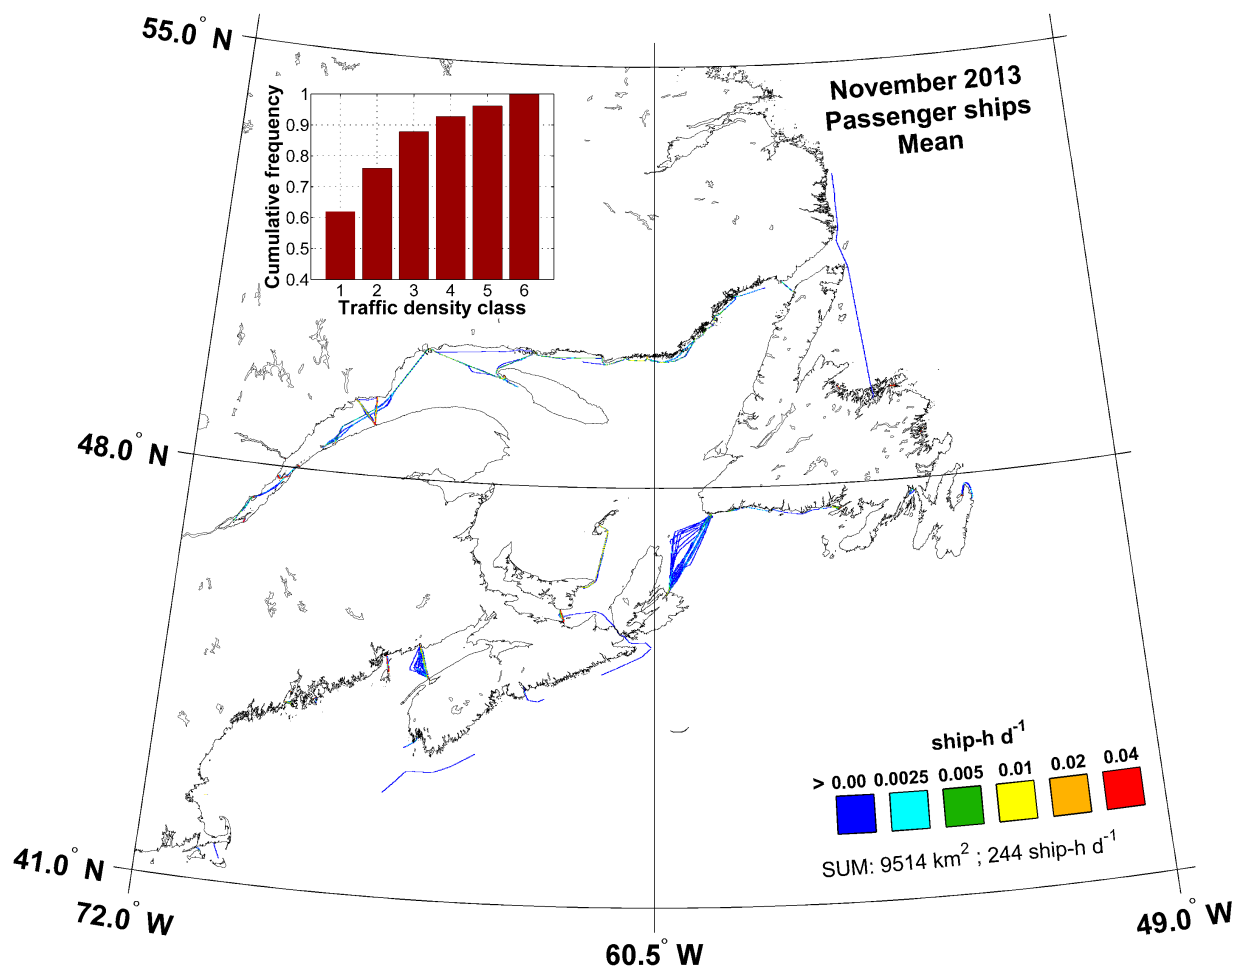 55.0° N
November 2013
Passenger ships
Mean
Cumulative frequency
1
0.9
0.8
0.7
0.6
0.5
0.4
1 2 3 4 5 6
Traffic density class
48.0° N
ship-h d-1
> 0.00 0.0025 0.005 0.01 0.02 0.04
SUM: 9514 km2 ; 244 ship-h d-1
41.0° N
72.0° W
60.5° W
49.0° W